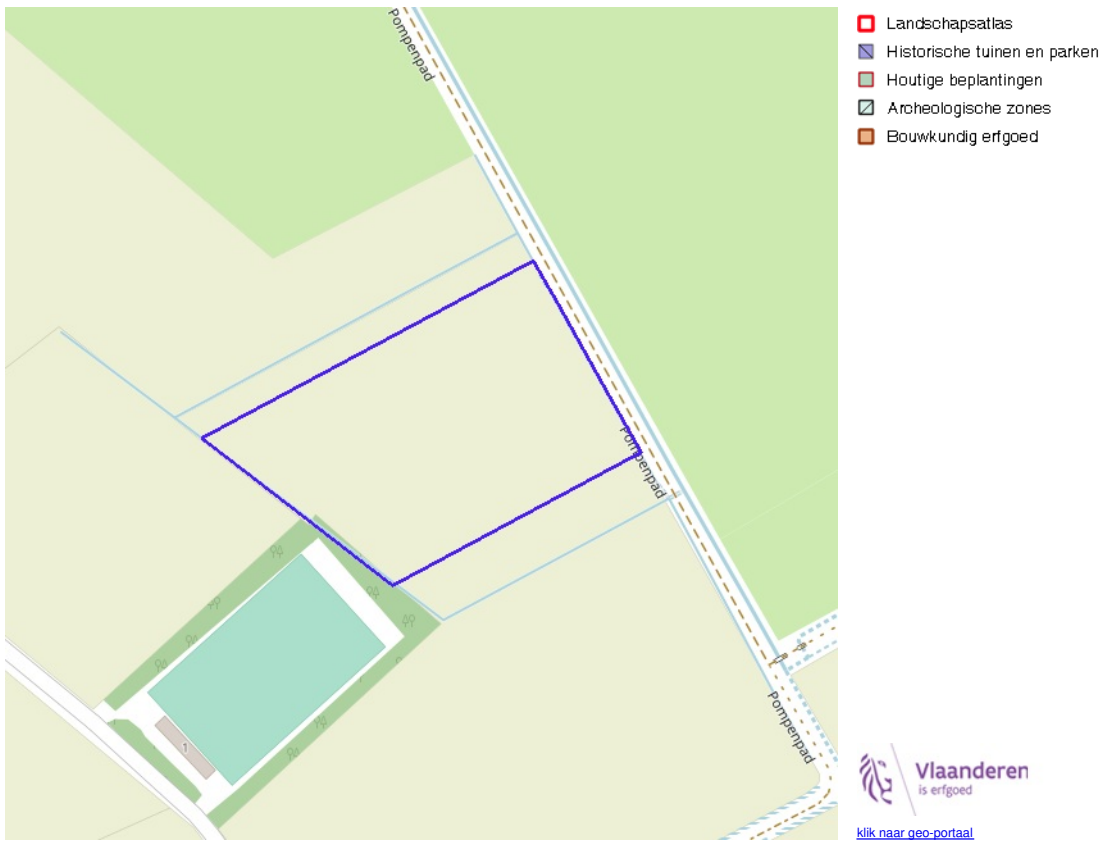 Pompenpad
Pompenpad
Pompenpad
1
Landschapsatlas
Historische tuinen en parken
Houtige beplantingen
Archeologische zones
Bouwkundig erfgoed
Vlaanderen
is erfgoed
klik naar geo-portaal